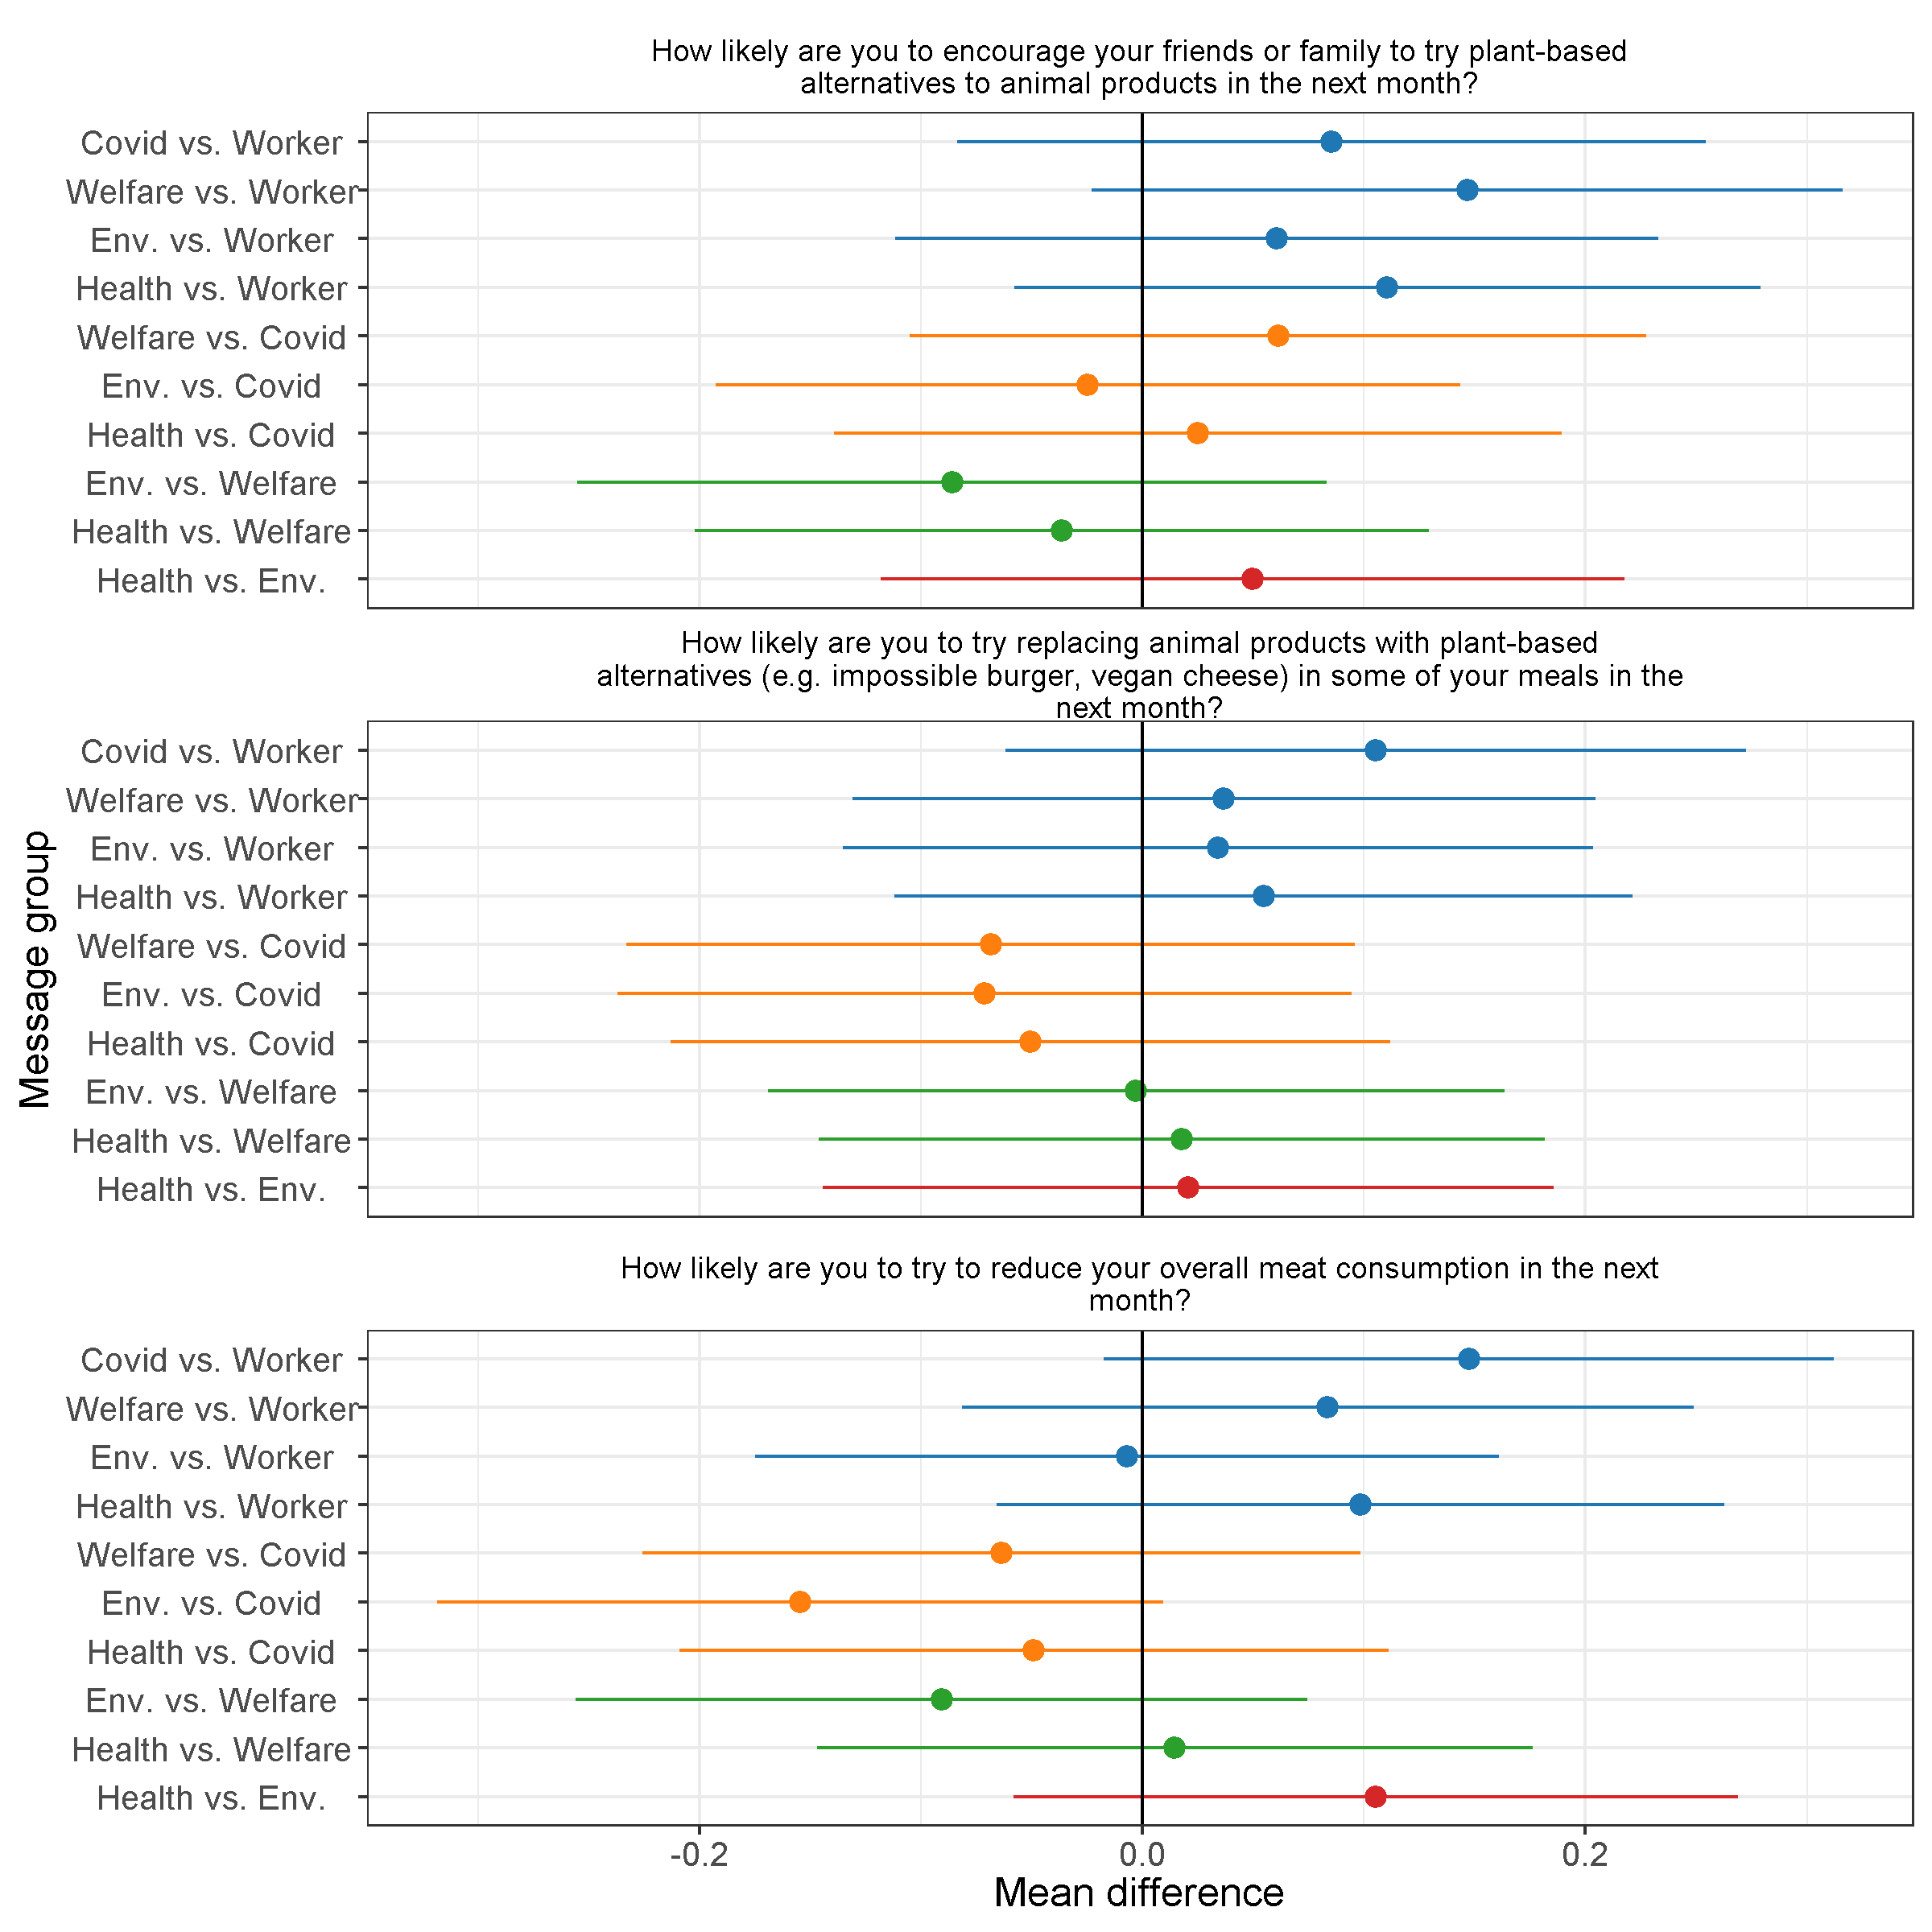 How likely are you to encourage your friends or family to try plant-based
alternatives to animal products in the next month?
Covid vs. Worker
Welfare vs. Worker
Env. vs. Worker
Health vs. Worker
Welfare vs. Covid
Env. vs. Covid
Health vs. Covid
Env. vs. Welfare
Health vs. Welfare
Health vs. Env.
How likely are you to try replacing animal products with plant-based
alternatives (e.g. impossible burger, vegan cheese) in some of your meals in the
next month?
Covid vs. Worker
Welfare vs. Worker
Env. vs. Worker
Health vs. Worker
Welfare vs. Covid
Env. vs. Covid
Health vs. Covid
Env. vs. Welfare
Health vs. Welfare
Health vs. Env.
Message group
How likely are you to try to reduce your overall meat consumption in the next
month?
Covid vs. Worker
Welfare vs. Worker
Env. vs. Worker
Health vs. Worker
Welfare vs. Covid
Env. vs. Covid
Health vs. Covid
Env. vs. Welfare
Health vs. Welfare
Health vs. Env.
-0.2 0.0 0.2
Mean difference